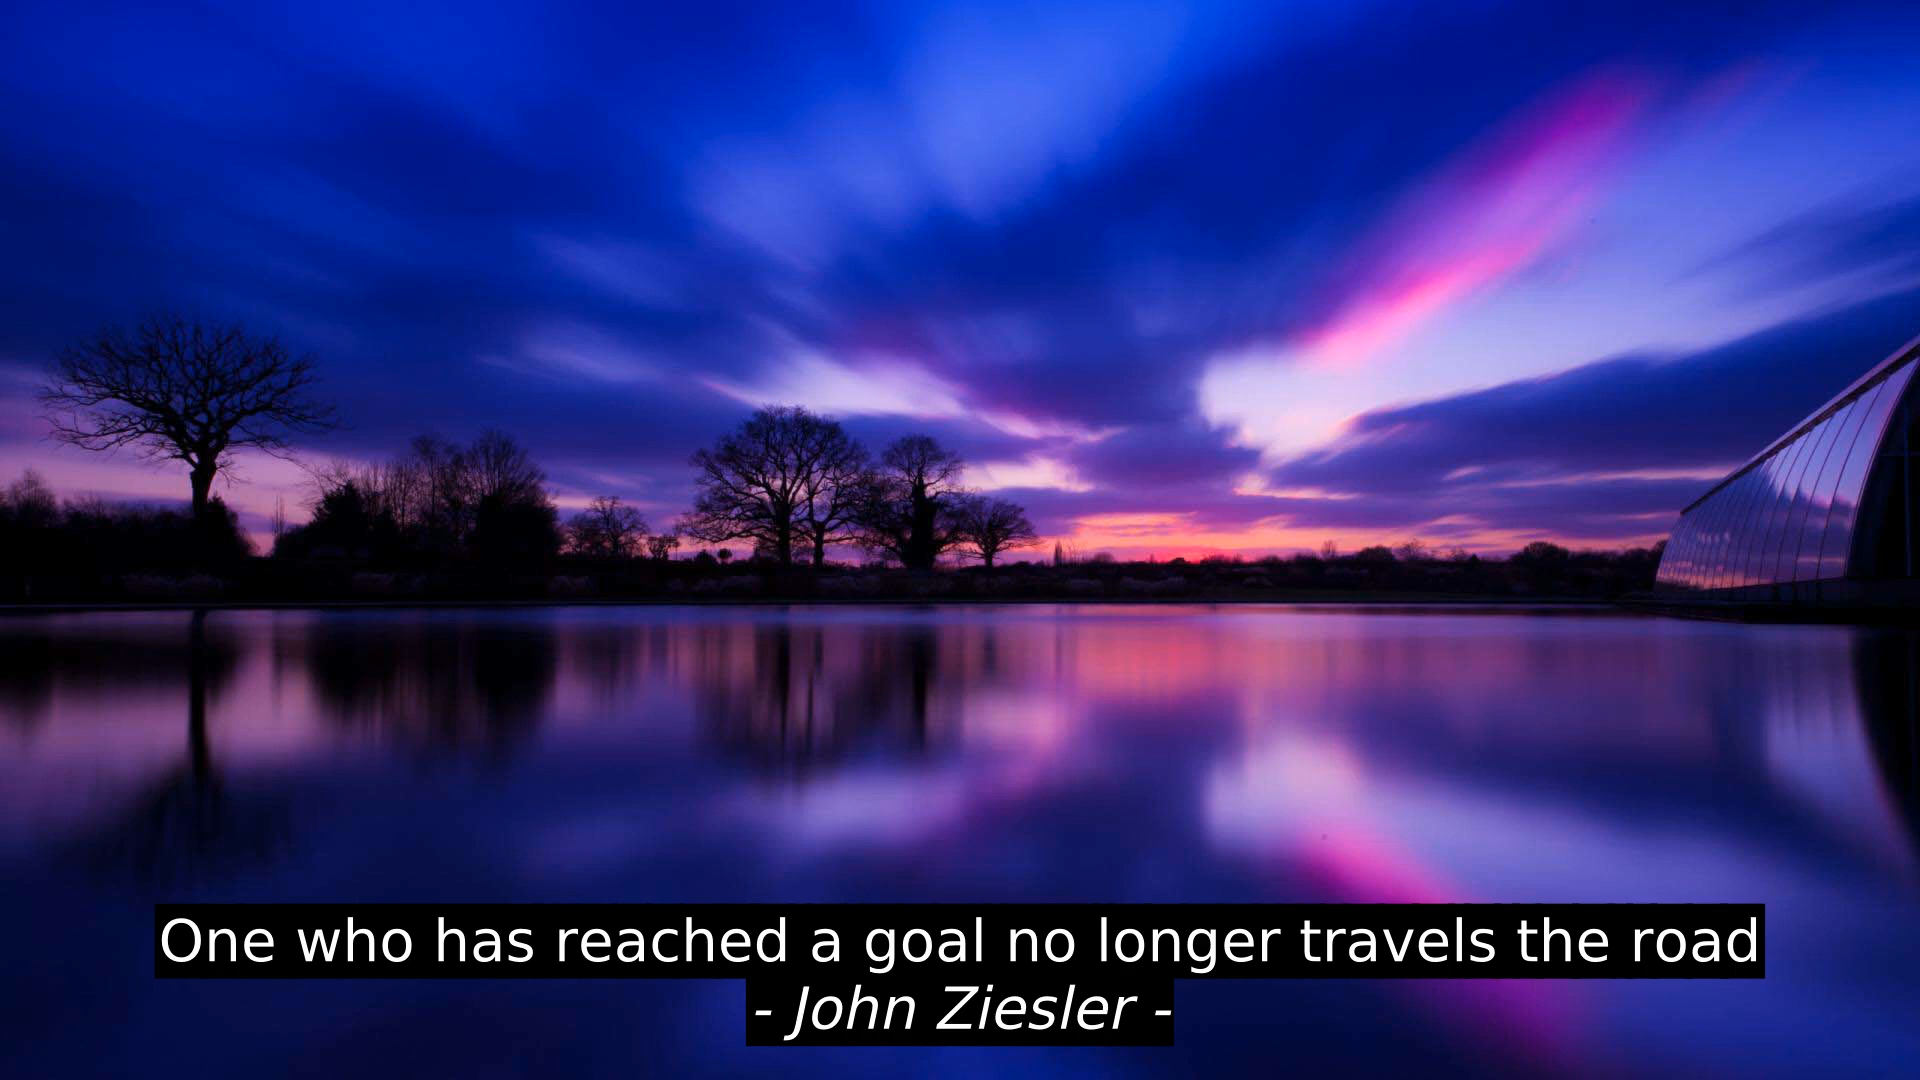 One who has reached a goal no longer travels the road
- John Ziesler -